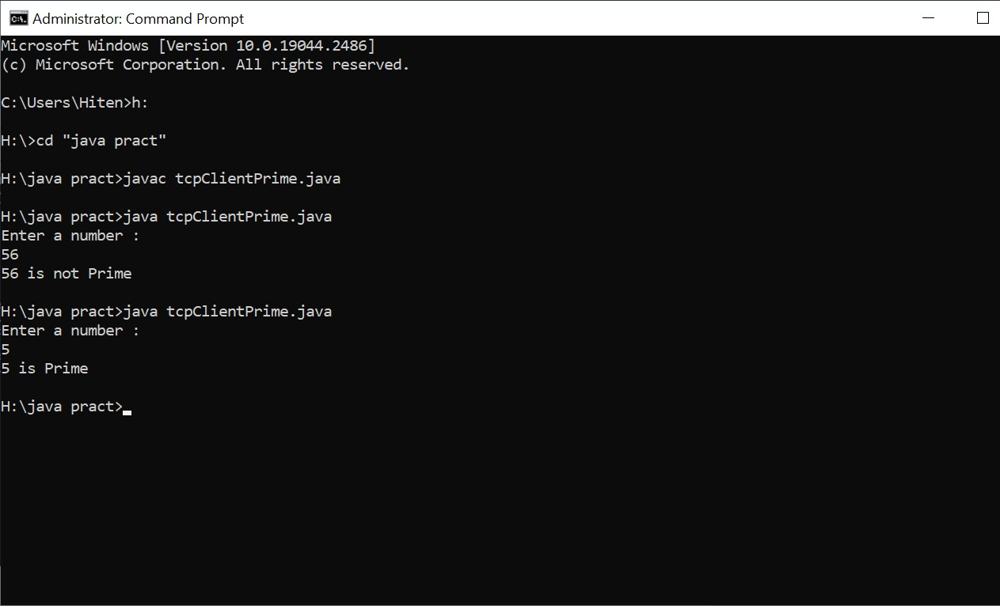 Administrator: Command Prompt
Microsoft Windows [Version 10.0.19044.2486]
(c) Microsoft Corporation. All rights reserved.
C:\Users\Hiten>h:
H:\>cd "java pract"
H:\java pract>javac tcpClientPrime.java
H:\java pract>java tcpClientPrime.java
Enter a number :
56
56 is not Prime
H:\java pract>java tcpClientPrime.java
Enter a number :
5
5 is Prime
H:\java pract>